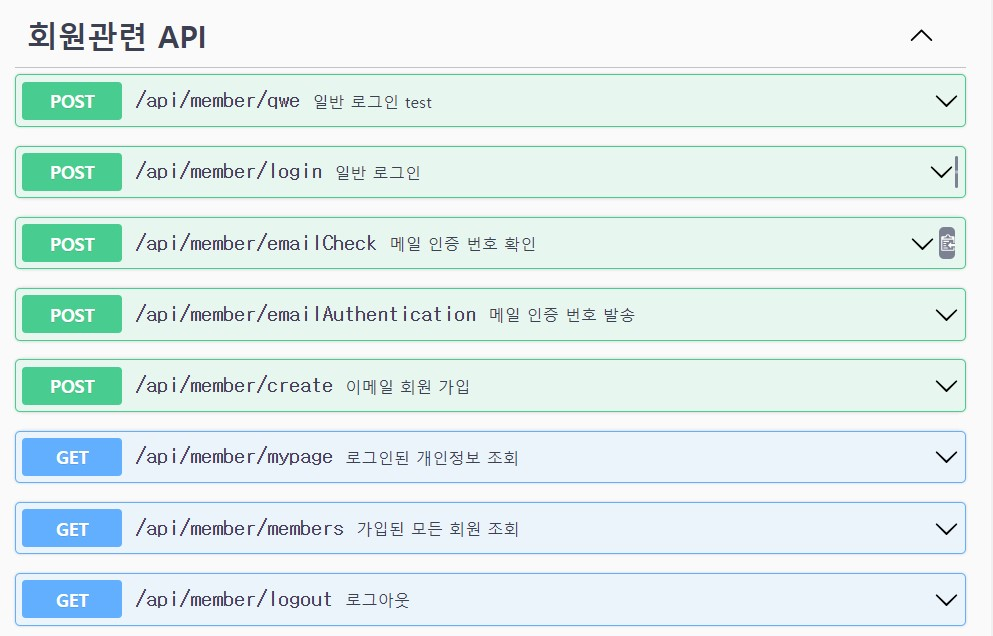 회원관련 API
POST /api/member/qwe 일반 로그인 test
POST /api/member/login 일반 로그인
POST /api/member/emailCheck 메일 인증 번호 확인
POST /api/member/emailAuthentication 메일 인증 번호 발송
POST /api/member/create 이메일 회원 가입
GET /api/member/mypage 로그인된 개인정보 조회
GET /api/member/members 가입된 모든 회원 조회
GET /api/member/logout 로그아웃